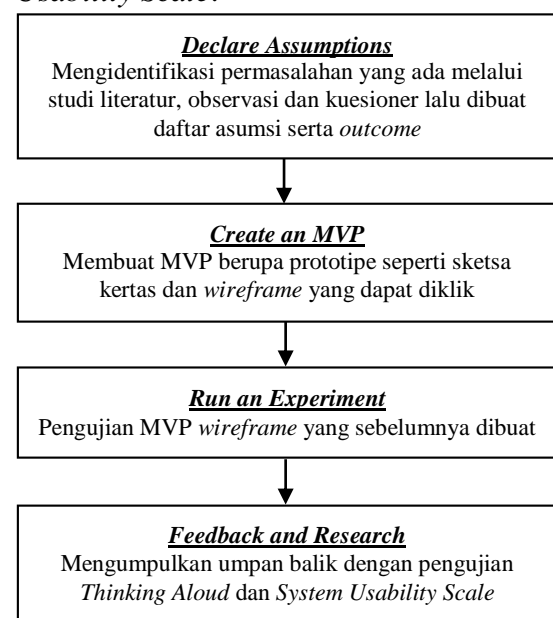 Usability Scale.
Declare Assumptions
Mengidentifikasi permasalahan yang ada melalui
studi literatur, observasi dan kuesioner lalu dibuat
daftar asumsi serta outcome
Create an MVP
Membuat MVP berupa prototipe seperti sketsa
kertas dan wireframe yang dapat diklik
Run an Experiment
Pengujian MVP wireframe yang sebelumnya dibuat
Feedback and Research
Mengumpulkan umpan balik dengan pengujian
Thinking Aloud dan System Usability Scale